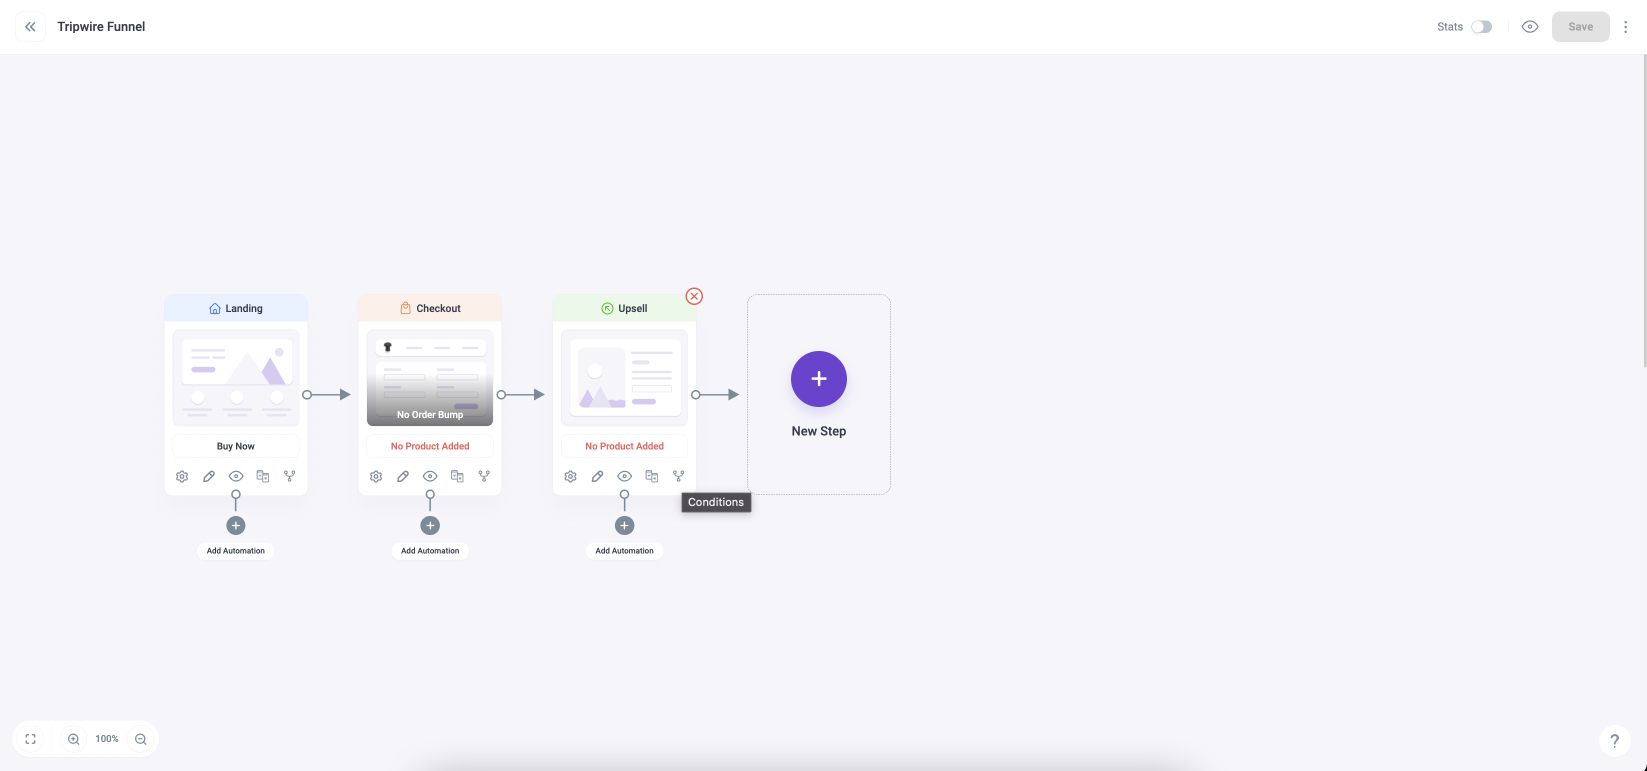 Tripwire Funnel
Stats
Save
Landing
Checkout
Upsell
No Order Bump
New Step
Buy Now
No Product Added
No Product Added
Conditions
Add Automation
Add Automation
Add Automation
100%
?